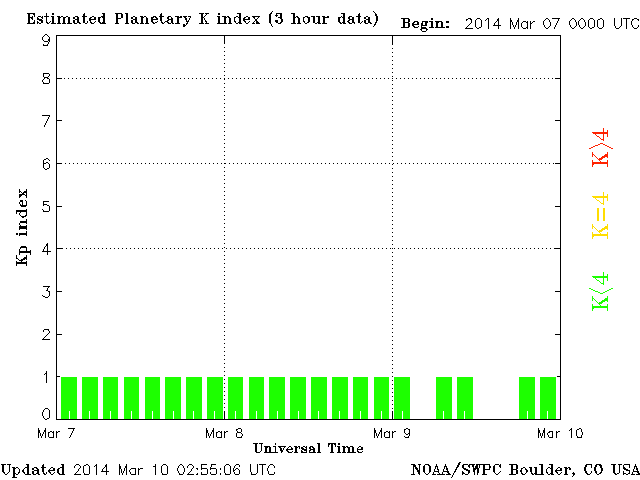 Estimated Planetary K index (3 hour data)
Begin: 2014 Mar 07 0000 UTC
9
8
7
6
5
4
3
2
1
0
Kp index
Mar 7
Mar 8
Mar 9
Mar 10
Universal Time
K>4
K=4
K<4
Updated 2014 Mar 10 02:55:06 UTC
NOAA/SWPC Boulder, CO USA